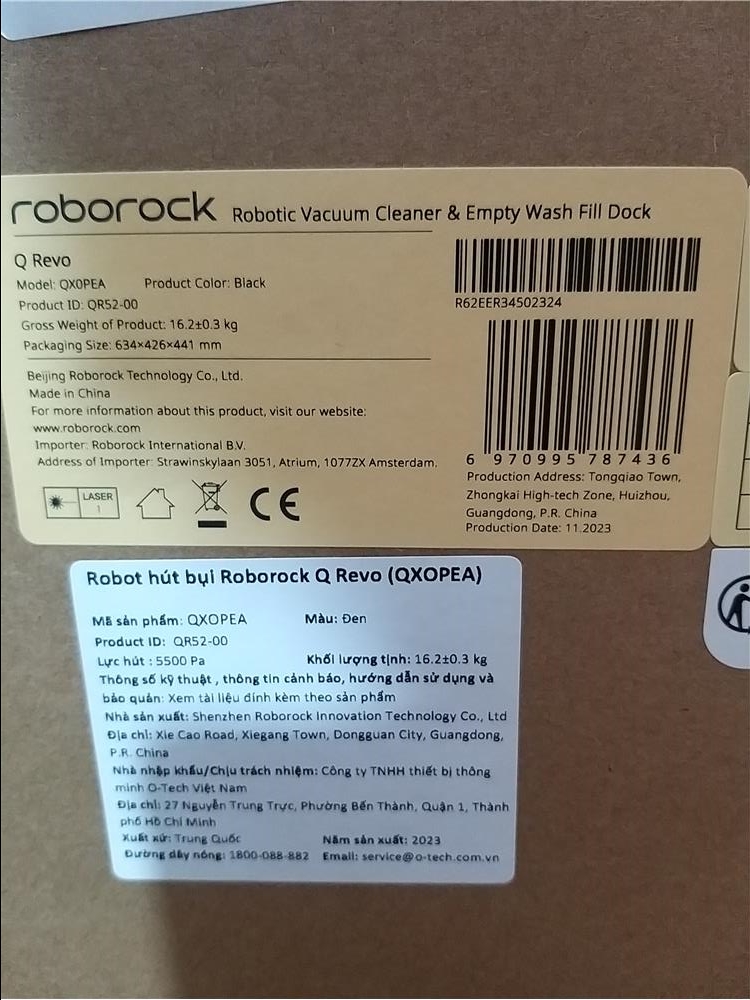 roborock Robotic Vacuum Cleaner & Empty Wash Fill Dock
Q Revo
Model: QX0PEA Product Color: Black
Product ID: QR52-00
Gross Weight of Product: 16.2±0.3 kg
Packaging Size: 634×426×441 mm
Beijing Roborock Technology Co., Ltd.
Made in China
For more information about this product, visit our website:
www.roborock.com
Importer: Roborock International B.V.
Address of Importer: Strawinskylaan 3051, Atrium, 1077ZX Amsterdam.
LASER
1
CE
R62EER34502324
6 970995 787436
Production Address: Tongqiao Town,
Zhongkai High-tech Zone, Huizhou,
Guangdong, P.R. China
Production Date: 11.2023
Robot hút bụi Roborock Q Revo (QXOPEA)
Mã sản phẩm: QXOPEA Màu: Đen
Product ID: QR52-00
Lực hút : 5500 Pa Khối lượng tịnh: 16.2±0.3 kg
Thông số kỹ thuật , thông tin cảnh báo, hướng dẫn sử dụng và
bảo quản: Xem tài liệu đính kèm theo sản phẩm
Nhà sản xuất: Shenzhen Roborock Innovation Technology Co., Ltd
Địa chỉ: Xie Cao Road, Xiegang Town, Dongguan City, Guangdong,
P.R. China
Nhà nhập khẩu/Chịu trách nhiệm: Công ty TNHH thiết bị thông
minh O-Tech Việt Nam
Địa chỉ: 27 Nguyễn Trung Trực, Phường Bến Thành, Quận 1, Thành
phố Hồ Chí Minh
Xuất xứ: Trung Quốc Năm sản xuất: 2023
Đường dây nóng: 1800-088-882 Email: service@o-tech.com.vn